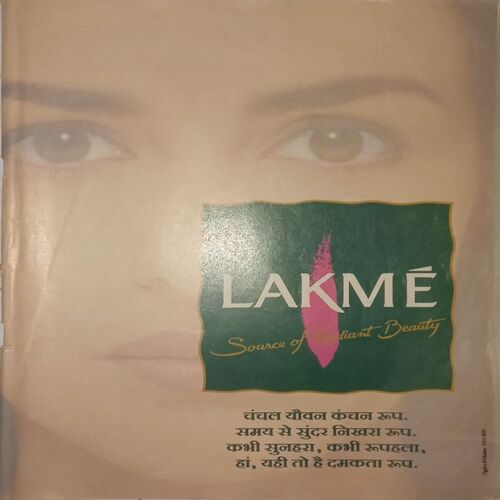 LAKMÉ
Source of Radiant Beauty
चंचल यौवन कंचन रूप.
समय से सुंदर निखरा रूप.
कभी सुनहरा, कभी रूपहला,
हां, यही तो है दमकता रूप.